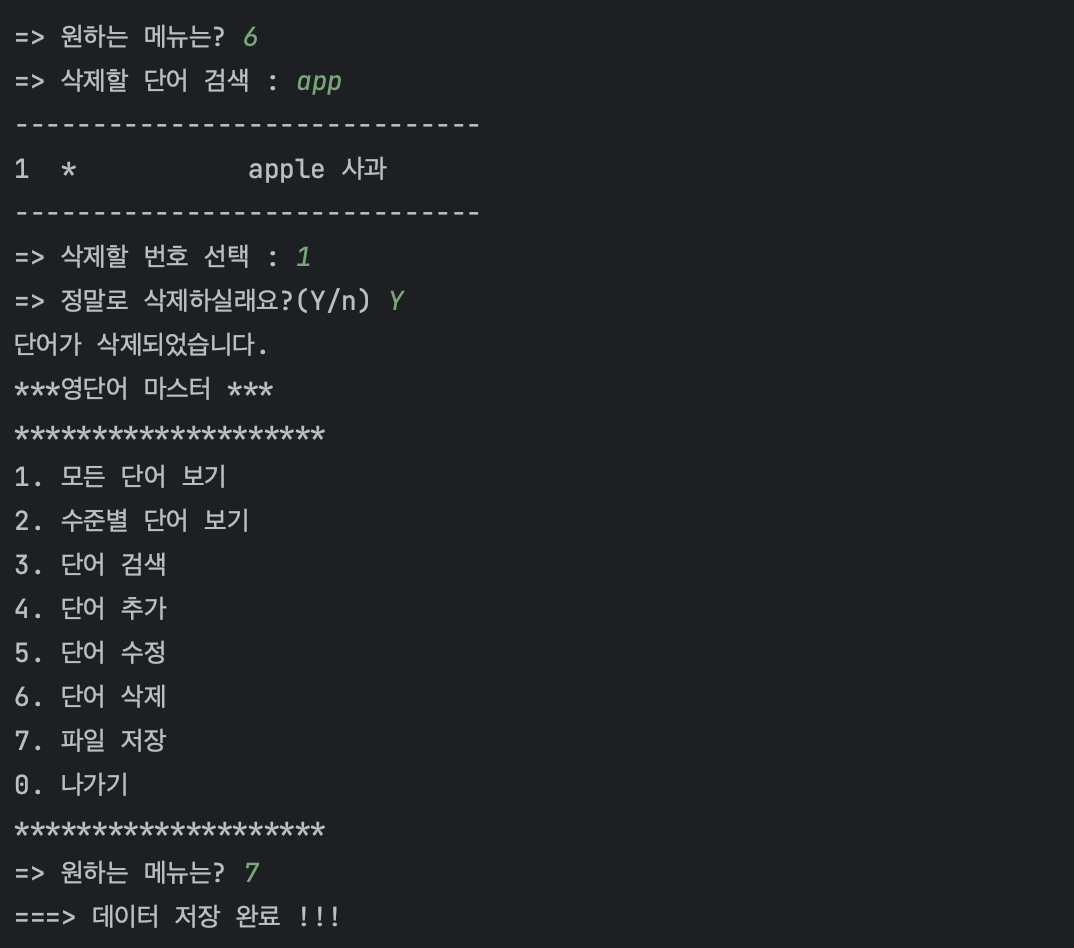 => 원하는 메뉴는? 6
=> 삭제할 단어 검색 : app
------------------------------
1  *           apple 사과
------------------------------
=> 삭제할 번호 선택 : 1
=> 정말로 삭제하실래요?(Y/n) Y
단어가 삭제되었습니다.
***영단어 마스터 ***
********************
1. 모든 단어 보기
2. 수준별 단어 보기
3. 단어 검색
4. 단어 추가
5. 단어 수정
6. 단어 삭제
7. 파일 저장
0. 나가기
********************
=> 원하는 메뉴는? 7
===> 데이터 저장 완료 !!!